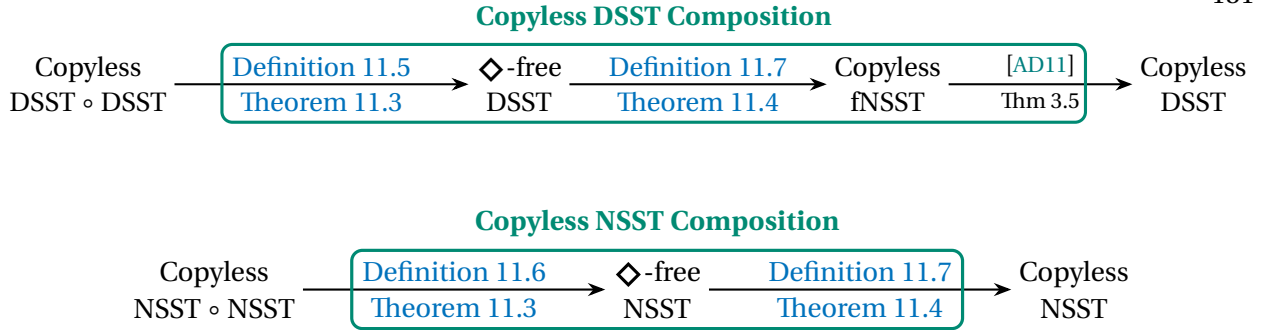 Copyless DSST Composition
Copyless Definition 11.5 ◇-free Definition 11.7 Copyless [AD11] Copyless
DSST ∘ DSST Theorem 11.3 DSST Theorem 11.4 fNSST Thm 3.5 DSST
Copyless NSST Composition
Copyless Definition 11.6 ◇-free Definition 11.7 Copyless
NSST ∘ NSST Theorem 11.3 NSST Theorem 11.4 NSST